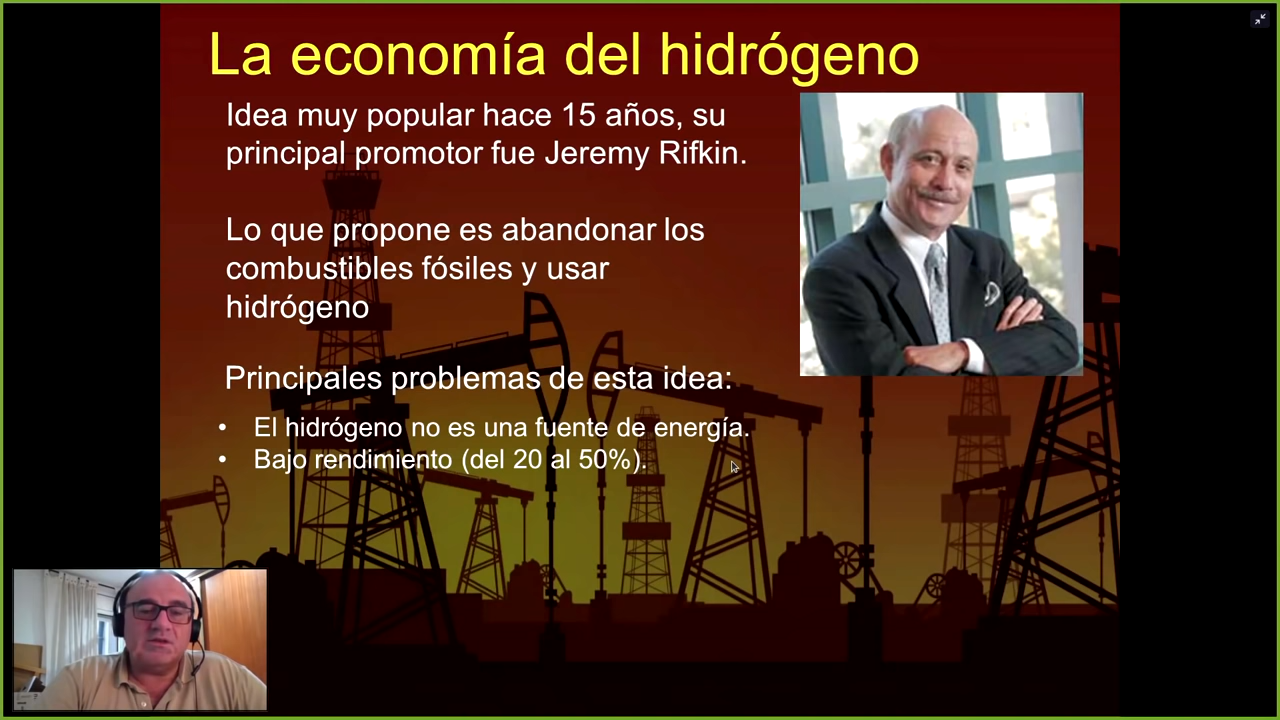 La economía del hidrógeno
Idea muy popular hace 15 años, su
principal promotor fue Jeremy Rifkin.
Lo que propone es abandonar los
combustibles fósiles y usar
hidrógeno
Principales problemas de esta idea:
• El hidrógeno no es una fuente de energía.
• Bajo rendimiento (del 20 al 50%).